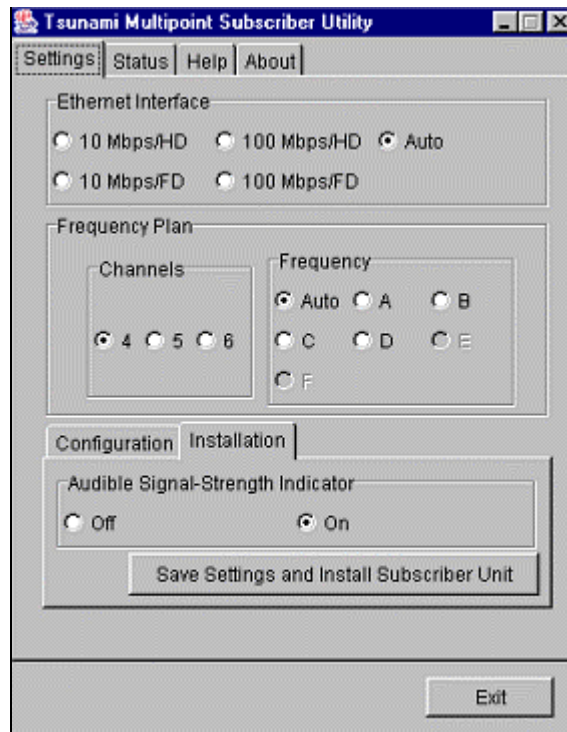 Tsunami Multipoint Subscriber Utility
Settings Status Help About
Ethernet Interface
10 Mbps/HD 100 Mbps/HD Auto
10 Mbps/FD 100 Mbps/FD
Frequency Plan
Channels
4 5 6
Frequency
Auto A B
C D E
F
Configuration Installation
Audible Signal-Strength Indicator
Off On
Save Settings and Install Subscriber Unit
Exit